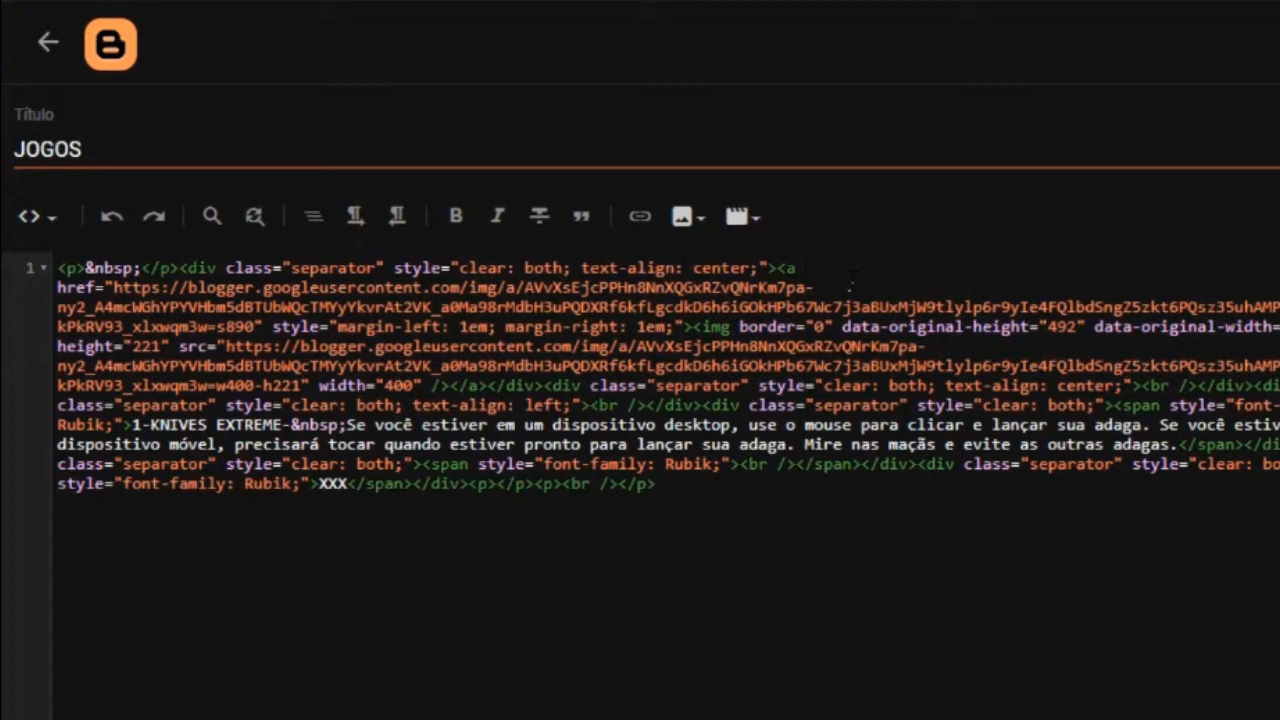 Título
JOGOS
1
<p>&nbsp;</p><div class="separator" style="clear: both; text-align: center;"><a
href="https://blogger.googleusercontent.com/img/a/AVvXsEjcPPHn8NnXQGxRZvQNrKm7pa-
ny2_A4mcWGhYPYVHbm5dBTUbWQcTMYyYkvrAt2VK_a0Ma98rMdbH3uPQDXRf6kfLgcdkD6h6iGOkHPb67Wc7j3aBUxMjW9tlylp6r9yIe4FQlbdSngZ5zkt6PQsz35uhAMP
kPkRV93_xlxwqm3w=s890" style="margin-left: 1em; margin-right: 1em;"><img border="0" data-original-height="492" data-original-width=
height="221" src="https://blogger.googleusercontent.com/img/a/AVvXsEjcPPHn8NnXQGxRZvQNrKm7pa-
ny2_A4mcWGhYPYVHbm5dBTUbWQcTMYyYkvrAt2VK_a0Ma98rMdbH3uPQDXRf6kfLgcdkD6h6iGOkHPb67Wc7j3aBUxMjW9tlylp6r9yIe4FQlbdSngZ5zkt6PQsz35uhAMP
kPkRV93_xlxwqm3w=w400-h221" width="400" /></a></div><div class="separator" style="clear: both; text-align: center;"><br /></div><di
class="separator" style="clear: both; text-align: left;"><br /></div><div class="separator" style="clear: both;"><span style="font-
Rubik;">1-KNIVES EXTREME-&nbsp;Se você estiver em um dispositivo desktop, use o mouse para clicar e lançar sua adaga. Se você estiv
dispositivo móvel, precisará tocar quando estiver pronto para lançar sua adaga. Mire nas maçãs e evite as outras adagas.</span></di
class="separator" style="clear: both;"><span style="font-family: Rubik;"><br /></span></div><div class="separator" style="clear: bo
style="font-family: Rubik;">XXX</span></div><p></p><p><br /></p>